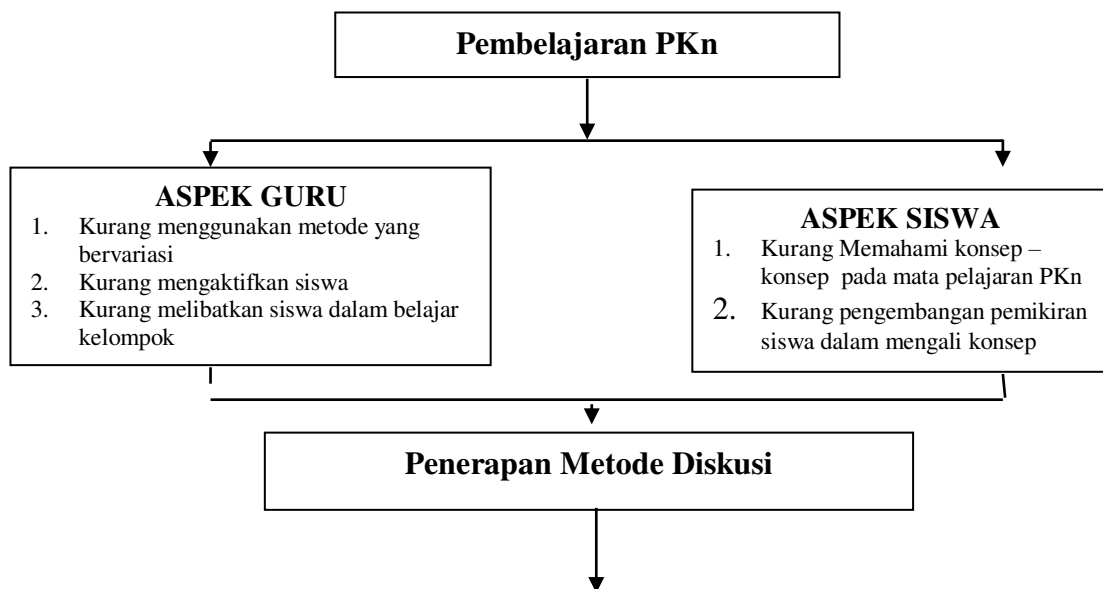 Pembelajaran PKn
ASPEK GURU
1. Kurang menggunakan metode yang
bervariasi
2. Kurang mengaktifkan siswa
3. Kurang melibatkan siswa dalam belajar
kelompok
ASPEK SISWA
1. Kurang Memahami konsep –
konsep pada mata pelajaran PKn
2. Kurang pengembangan pemikiran
siswa dalam mengali konsep
Penerapan Metode Diskusi